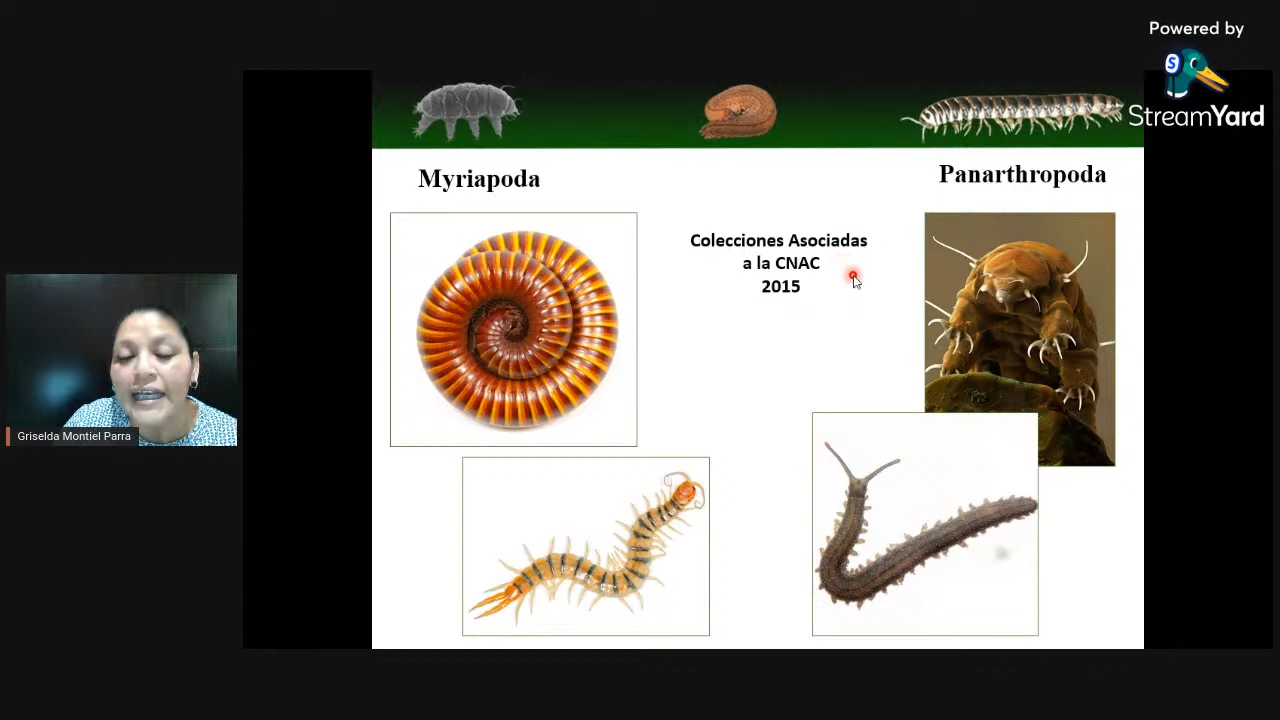 Powered by
S
StreamYard
Myriapoda
Panarthropoda
Colecciones Asociadas
a la CNAC
2015
Griselda Montiel Parra